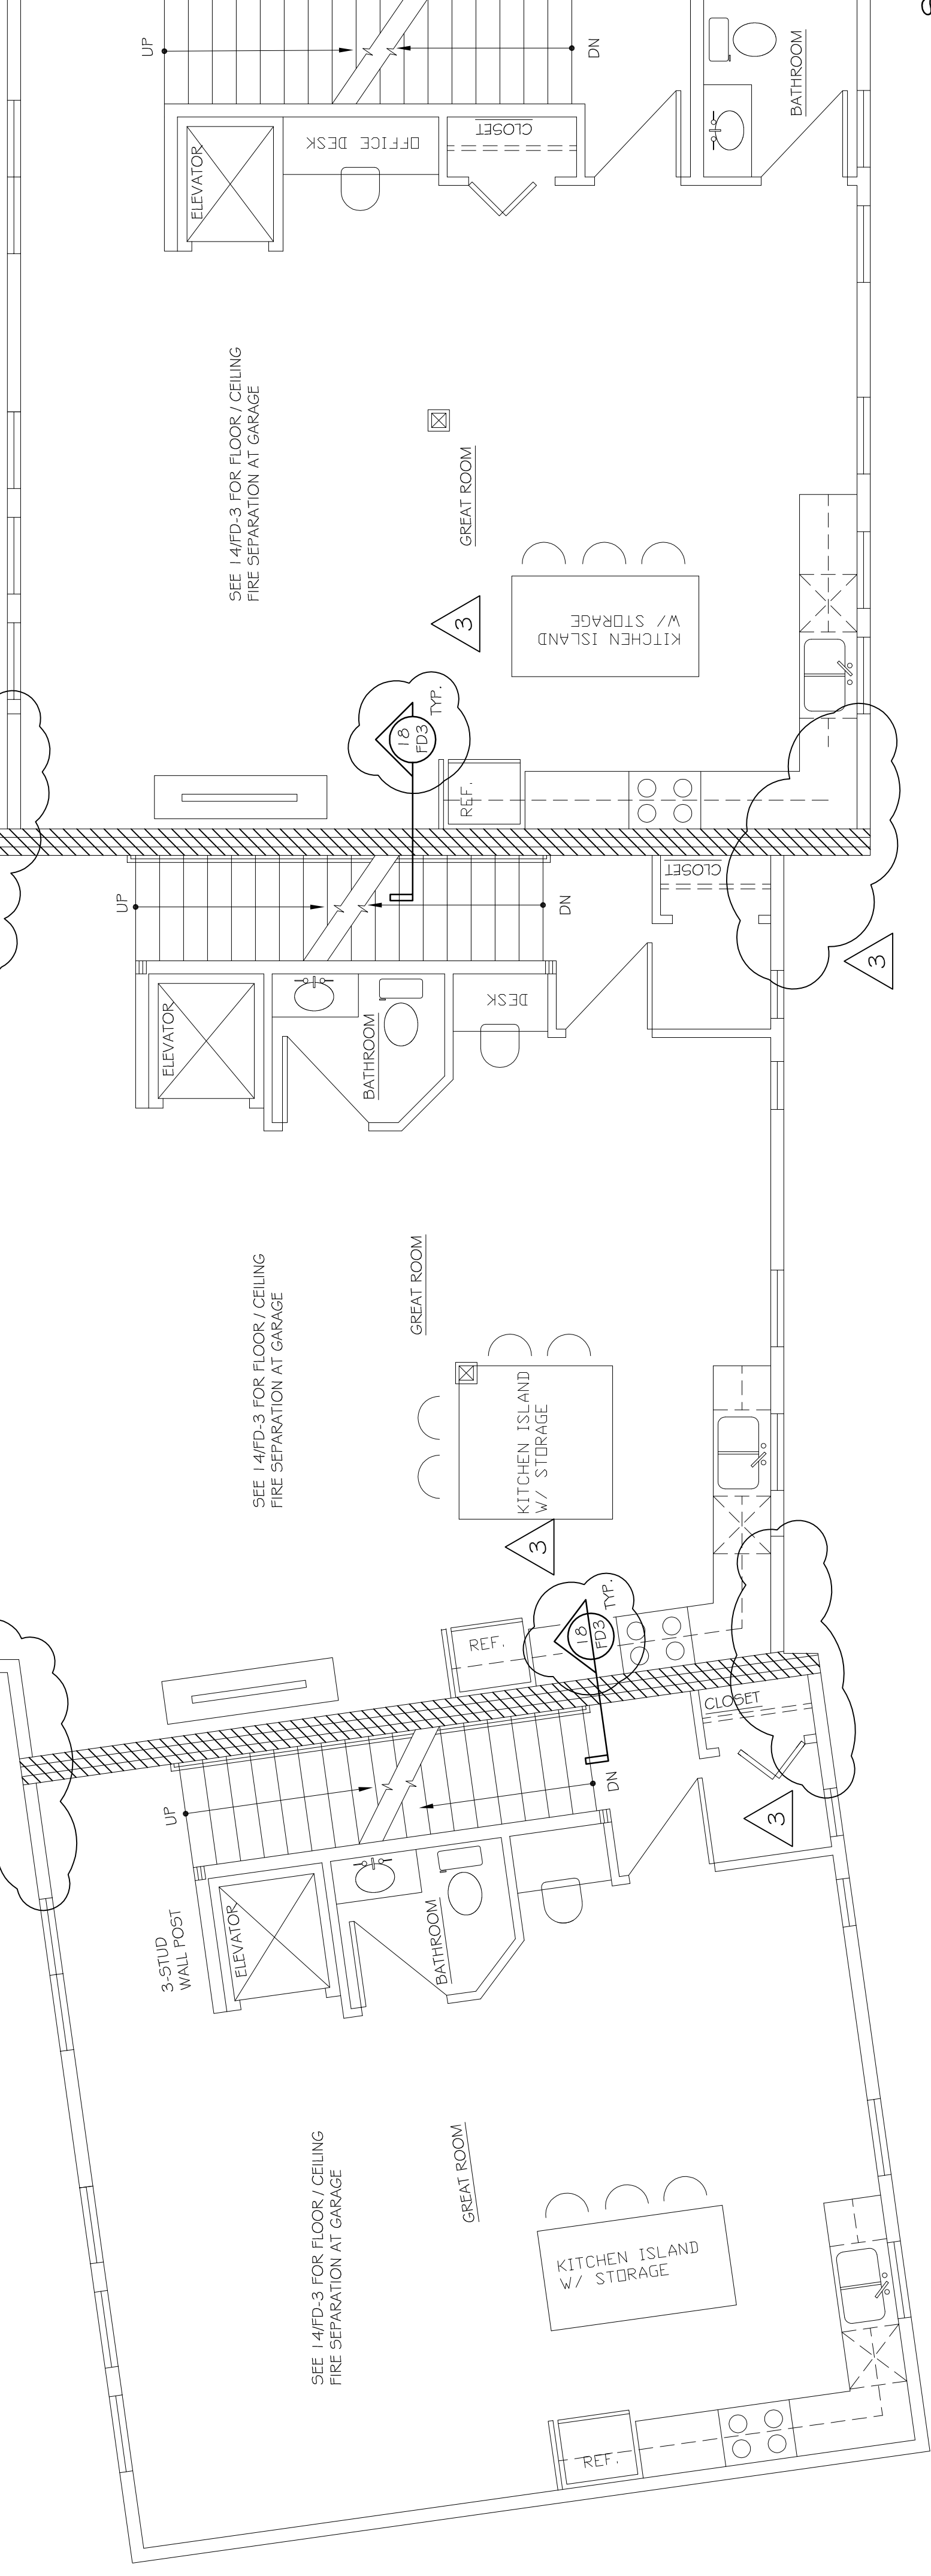 UP
DN
BATHROOM
ELEVATOR
OFFICE DESK
CLOSET
SEE 14/FD-3 FOR FLOOR / CEILING
FIRE SEPARATION AT GARAGE
GREAT ROOM
3
KITCHEN ISLAND
W/ STORAGE
18
FD3
TYP.
REF.
UP
DN
CLOSET
3
ELEVATOR
BATHROOM
DESK
SEE 14/FD-3 FOR FLOOR / CEILING
FIRE SEPARATION AT GARAGE
GREAT ROOM
KITCHEN ISLAND
W/ STORAGE
3
18
FD3
TYP.
REF.
CLOSET
UP
DN
3
3-STUD
WALL POST
ELEVATOR
BATHROOM
SEE 14/FD-3 FOR FLOOR / CEILING
FIRE SEPARATION AT GARAGE
GREAT ROOM
KITCHEN ISLAND
W/ STORAGE
REF.